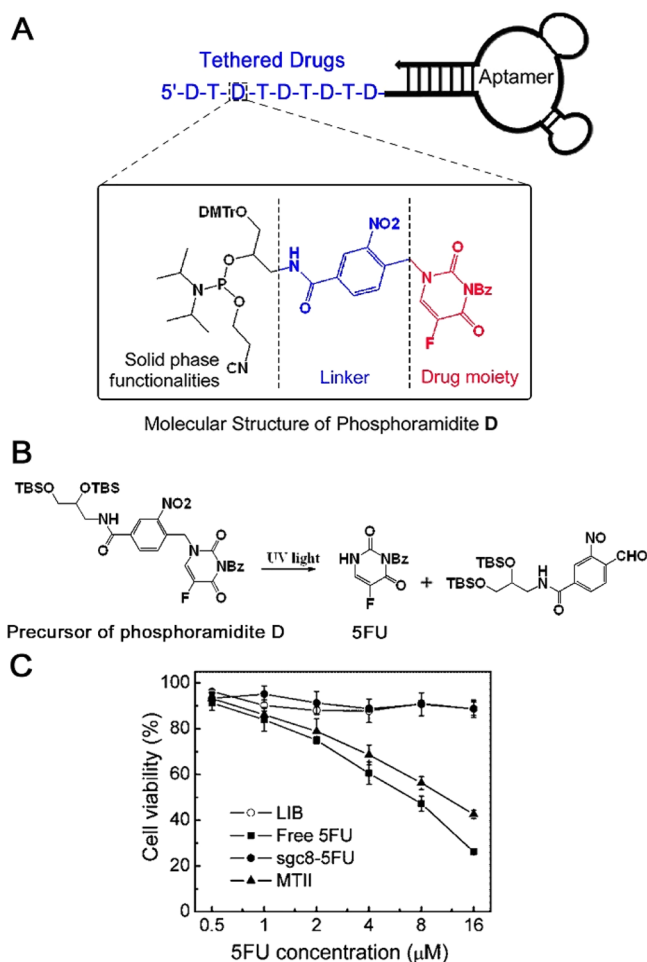 A
Tethered Drugs
5'-D-T-D-T-D-T-D-T-D-
Aptamer
DMTrO
NO2
O
H
N
N
O
NBz
O
N
P
O
O
F
O
CN
Solid phase
functionalities
Linker
Drug moiety
Molecular Structure of Phosphoramidite D
B
TBSO OTBS
NO2
NH
O
N
O
NBz
F
O
UV light
HN
O
NBz
F
O
+
OTBS
TBSO
NH
O
NO
CHO
Precursor of phosphoramidite D
5FU
C
Cell viability (%)
100
80
60
40
20
0
LIB
Free 5FU
sgc8-5FU
MTII
0.5 1 2 4 8 16
5FU concentration (μM)